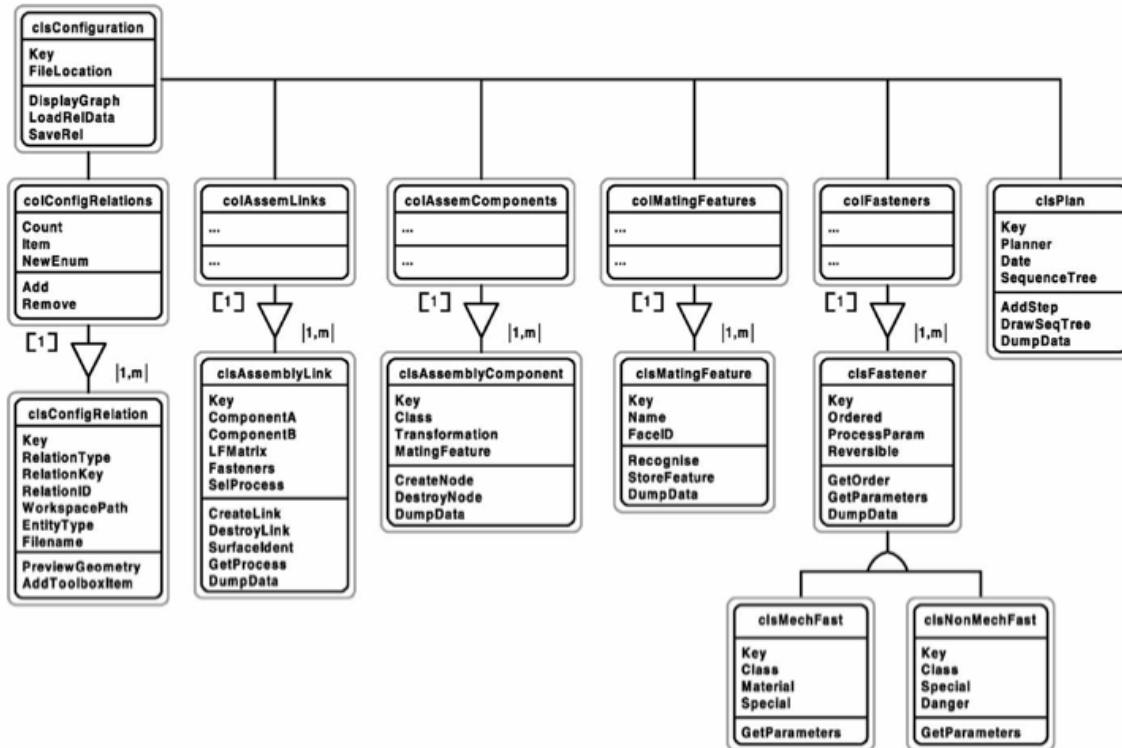 clsConfiguration
Key
FileLocation
DisplayGraph
LoadRelData
SaveRel
colConfigRelations
Count
Item
NewEnum
Add
Remove
[1]
|1,m|
clsConfigRelation
Key
RelationType
RelationKey
RelationID
WorkspacePath
EntityType
Filename
PreviewGeometry
AddToolboxItem
colAssemLinks
...
...
[1]
|1,m|
clsAssemblyLink
Key
ComponentA
ComponentB
LFMatrix
Fasteners
SelProcess
CreateLink
DestroyLink
SurfaceIdent
GetProcess
DumpData
colAssemComponents
...
...
[1]
|1,m|
clsAssemblyComponent
Key
Class
Transformation
MatingFeature
CreateNode
DestroyNode
DumpData
colMatingFeatures
...
...
[1]
|1,m|
clsMatingFeature
Key
Name
FaceID
Recognise
StoreFeature
DumpData
colFasteners
...
...
[1]
|1,m|
clsFastener
Key
Ordered
ProcessParam
Reversible
GetOrder
GetParameters
DumpData
clsMechFast
Key
Class
Material
Special
GetParameters
clsNonMechFast
Key
Class
Special
Danger
GetParameters
clsPlan
Key
Planner
Date
SequenceTree
AddStep
DrawSeqTree
DumpData